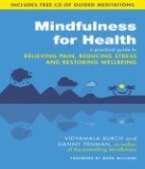 INCLUDES FREE CD OF GUIDED MEDITATIONS
Mindfulness
for Health
a practical guide to
RELIEVING PAIN, REDUCING STRESS
AND RESTORING WELLBEING
VIDYAMALA BURCH and
DANNY PENMAN, co-author of
the bestselling Mindfulness
FOREWORD BY MARK WILLIAMS